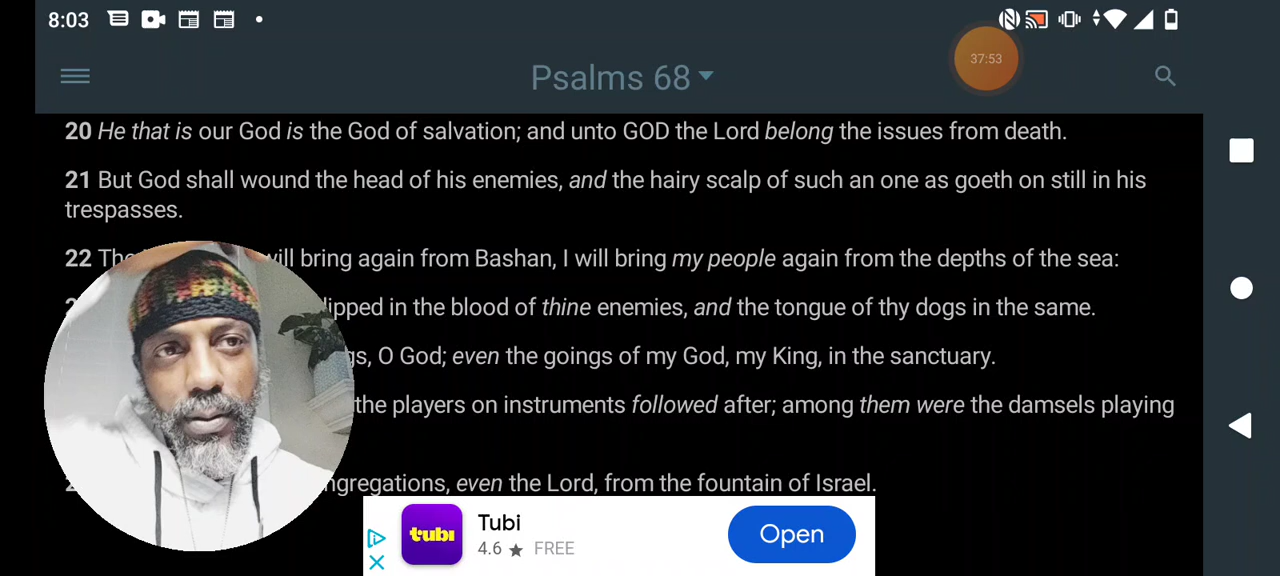 8:03
37:53
Psalms 68
20 He that is our God is the God of salvation; and unto GOD the Lord belong the issues from death.
21 But God shall wound the head of his enemies, and the hairy scalp of such an one as goeth on still in his
trespasses.
22 will bring again from Bashan, I will bring my people again from the depths of the sea:
dipped in the blood of thine enemies, and the tongue of thy dogs in the same.
O God; even the goings of my God, my King, in the sanctuary.
the players on instruments followed after; among them were the damsels playing
congregations, even the Lord, from the fountain of Israel.
tubi
Tubi
4.6 ★ FREE
Open